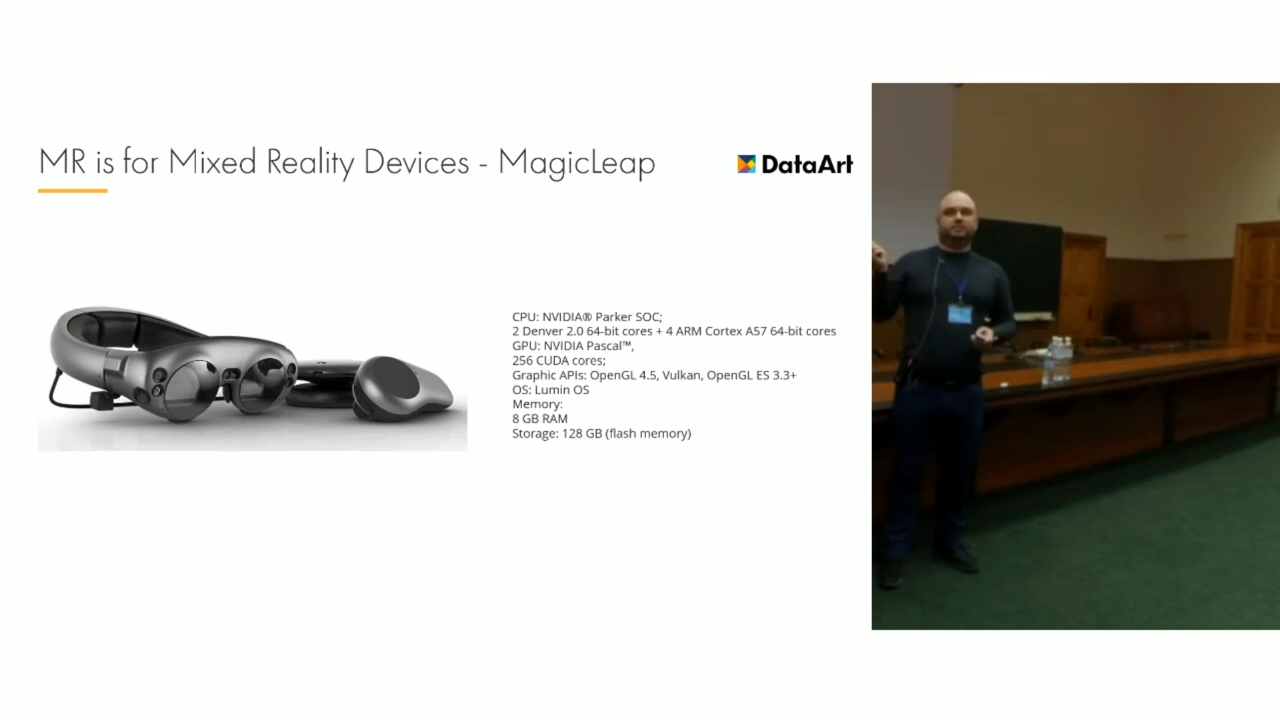 MR is for Mixed Reality Devices - MagicLeap
DataArt
CPU: NVIDIA® Parker SOC;
2 Denver 2.0 64-bit cores + 4 ARM Cortex A57 64-bit cores
GPU: NVIDIA Pascal™,
256 CUDA cores;
Graphic APIs: OpenGL 4.5, Vulkan, OpenGL ES 3.3+
OS: Lumin OS
Memory:
8 GB RAM
Storage: 128 GB (flash memory)